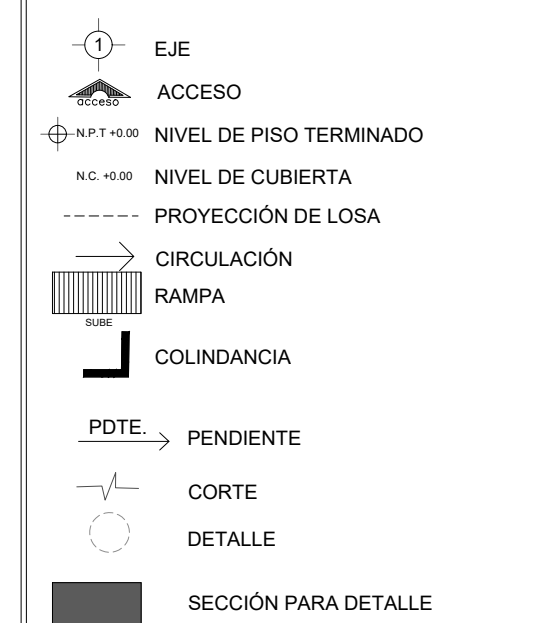 1 EJE
acceso ACCESO
N.P.T +0.00 NIVEL DE PISO TERMINADO
N.C. +0.00 NIVEL DE CUBIERTA
PROYECCIÓN DE LOSA
CIRCULACIÓN
RAMPA
SUBE
COLINDANCIA
PDTE. PENDIENTE
CORTE
DETALLE
SECCIÓN PARA DETALLE